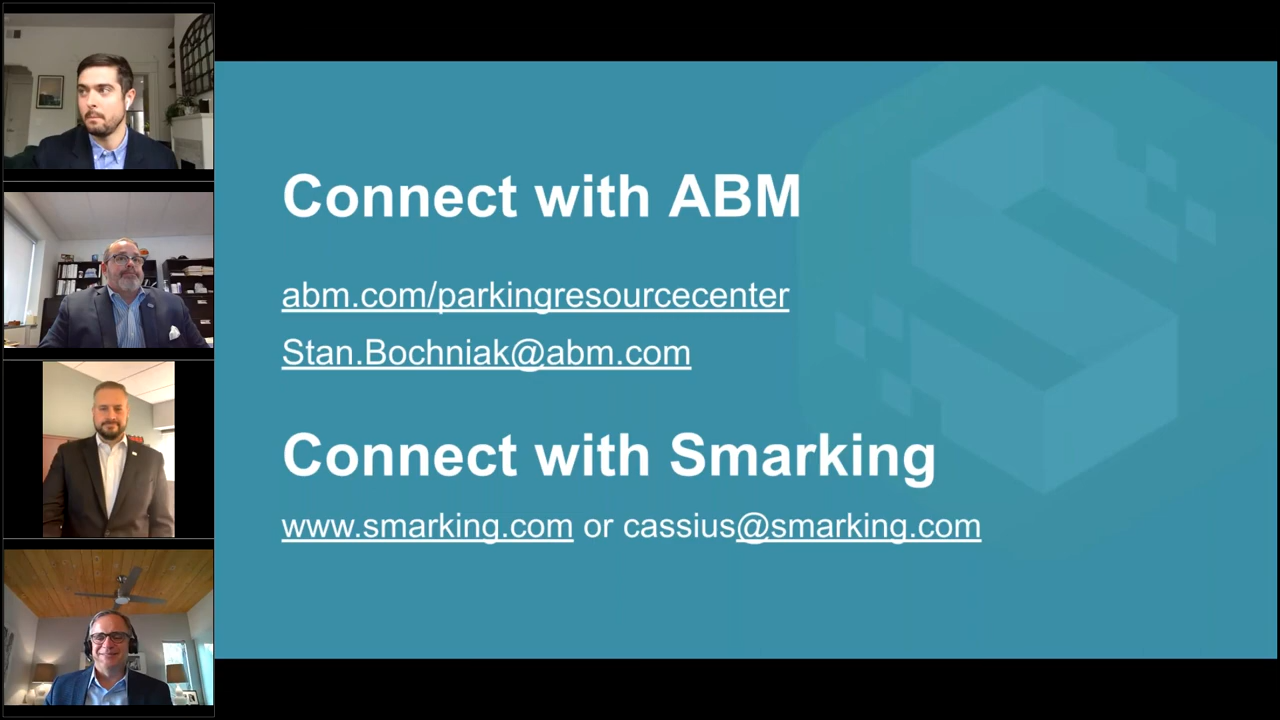 Connect with ABM
abm.com/parkingresourcecenter
Stan.Bochniak@abm.com
Connect with Smarking
www.smarking.com or cassius@smarking.com